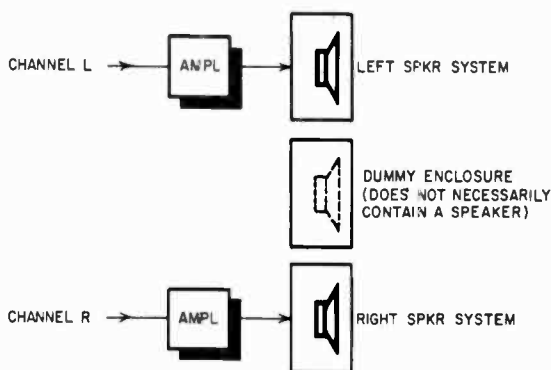 CHANNEL L
AMPL
LEFT SPKR SYSTEM
DUMMY ENCLOSURE
(DOES NOT NECESSARILY
CONTAIN A SPEAKER)
CHANNEL R
AMPL
RIGHT SPKR SYSTEM